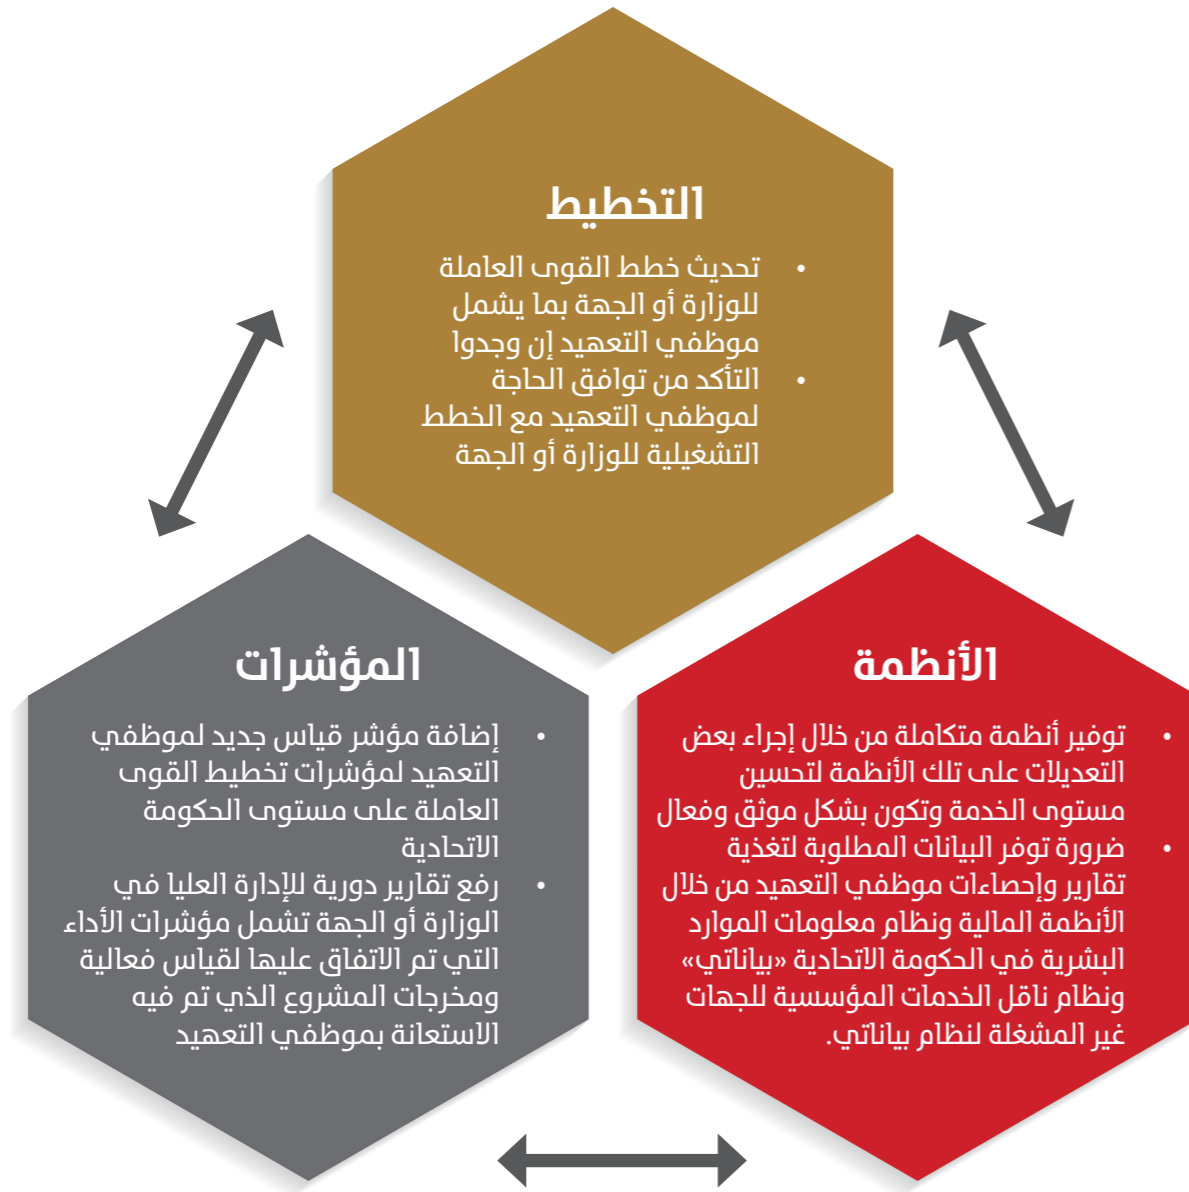 التخطيط
• تحديث خطط القوى العاملة
للوزارة أو الجهة بما يشمل
موظفي التعهيد إن وجدوا
• التأكد من توافق الحاجة
لموظفي التعهيد مع الخطط
التشغيلية للوزارة أو الجهة
الأنظمة
• توفير أنظمة متكاملة من خلال إجراء بعض
التعديلات على تلك الأنظمة لتحسين
مستوى الخدمة وتكون بشكل موثق وفعال
• ضرورة توفر البيانات المطلوبة لتغذية
تقارير وإحصاءات موظفي التعهيد من خلال
الأنظمة المالية ونظام معلومات الموارد
البشرية في الحكومة الاتحادية «بياناتي»
ونظام ناقل الخدمات المؤسسية للجهات
غير المشغلة لنظام بياناتي.
المؤشرات
• إضافة مؤشر قياس جديد لموظفي
التعهيد لمؤشرات تخطيط القوى
العاملة على مستوى الحكومة
الاتحادية
• رفع تقارير دورية للإدارة العليا في
الوزارة أو الجهة تشمل مؤشرات الأداء
التي تم الاتفاق عليها لقياس فعالية
ومخرجات المشروع الذي تم فيه
الاستعانة بموظفي التعهيد